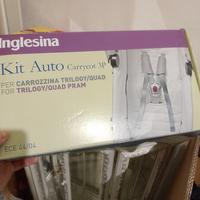 Inglesina
Kit Auto Carrycot 3P
PER CARROZZINA TRILOGY/QUAD
FOR TRILOGY/QUAD PRAM
ECE 44/04